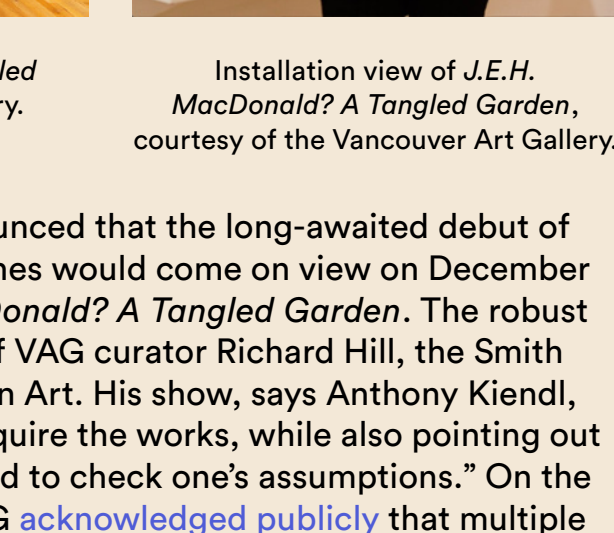 led
ry.
Installation view of J.E.H.
MacDonald? A Tangled Garden,
courtesy of the Vancouver Art Gallery.
unced that the long-awaited debut of
nes would come on view on December
onald? A Tangled Garden. The robust
f VAG curator Richard Hill, the Smith
n Art. His show, says Anthony Kiendl,
quire the works, while also pointing out
d to check one’s assumptions.” On the
G acknowledged publicly that multiple